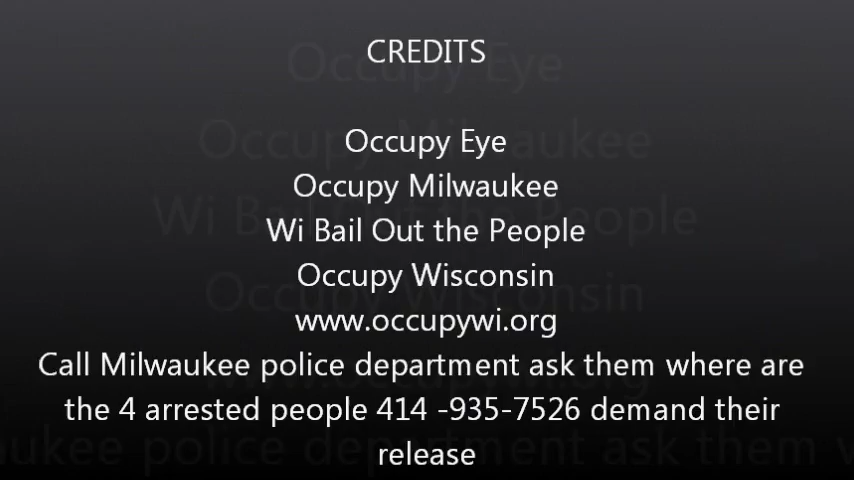 CREDITS
Occupy Eye
Occupy Milwaukee
Wi Bail Out the People
Occupy Wisconsin
www.occupywi.org
Call Milwaukee police department ask them where are
the 4 arrested people 414 -935-7526 demand their
release